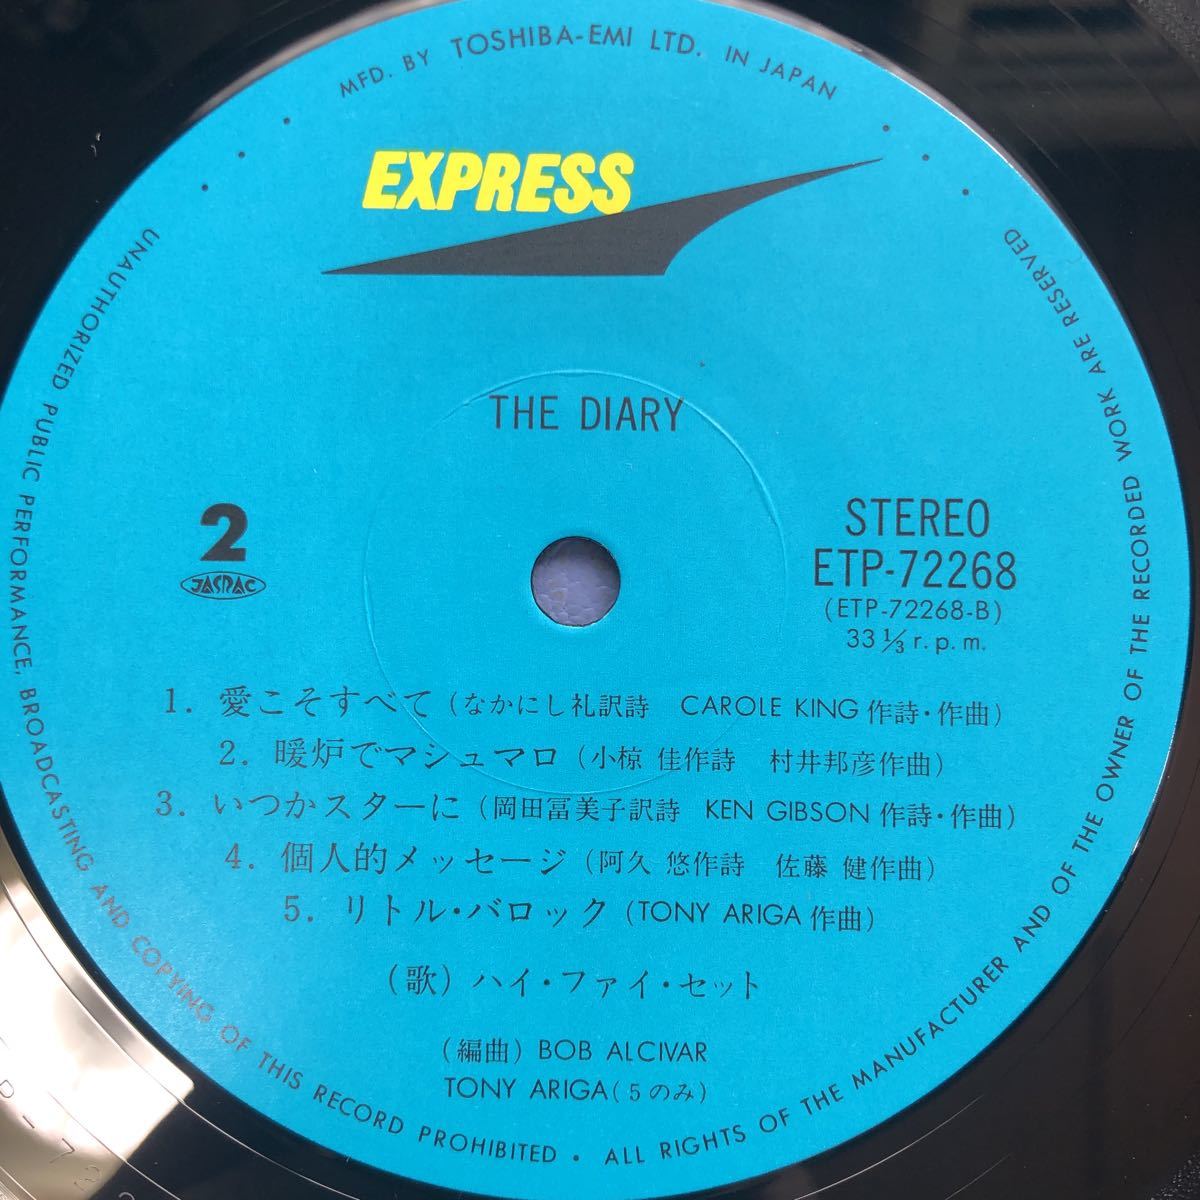 MFD. BY TOSHIBA-EMI LTD. IN JAPAN
EXPRESS
THE DIARY
2
JASRAC
STEREO
ETP-72268
(ETP-72268-B)
33 1/3 r.p.m.
1. 愛こそすべて (なかにし礼訳詩 CAROLE KING 作詩・作曲)
2. 暖炉でマシュマロ (小椋 佳作詩 村井邦彦作曲)
3. いつかスターに (岡田冨美子訳詩 KEN GIBSON 作詩・作曲)
4. 個人的メッセージ (阿久 悠作詩 佐藤 健作曲)
5. リトル・バロック (TONY ARIGA 作曲)
(歌) ハイ・ファイ・セット
(編曲) BOB ALCIVAR
TONY ARIGA (5のみ)
UNAUTHORIZED PUBLIC PERFORMANCE, BROADCASTING AND COPYING OF THIS RECORD PROHIBITED • ALL RIGHTS OF THE MANUFACTURER AND OF THE OWNER OF THE RECORDED WORK ARE RESERVED